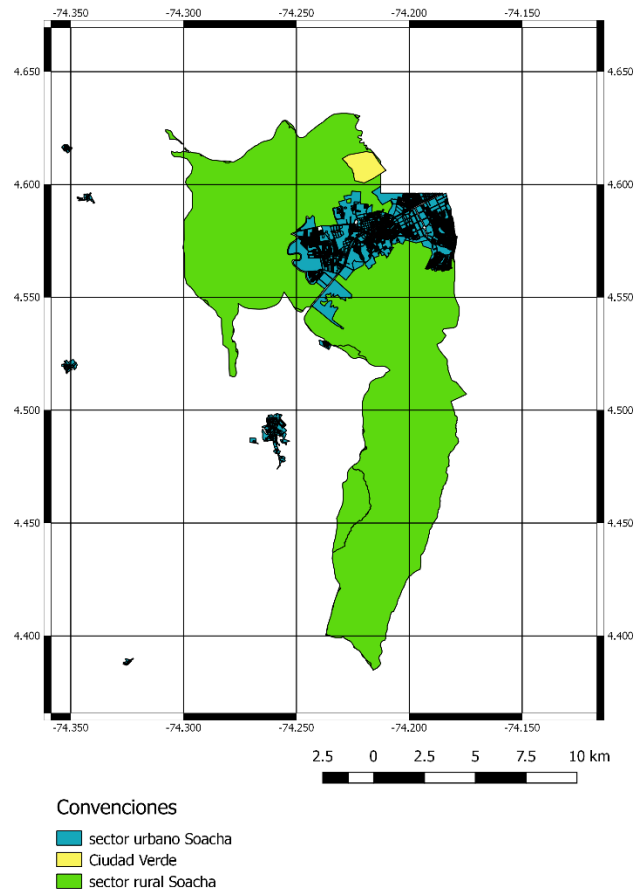 -74.350 -74.300 -74.250 -74.200 -74.150
4.650 4.650
4.600 4.600
4.550 4.550
4.500 4.500
4.450 4.450
4.400 4.400
-74.350 -74.300 -74.250 -74.200 -74.150
2.5 0 2.5 5 7.5 10 km
Convenciones
sector urbano Soacha
Ciudad Verde
sector rural Soacha